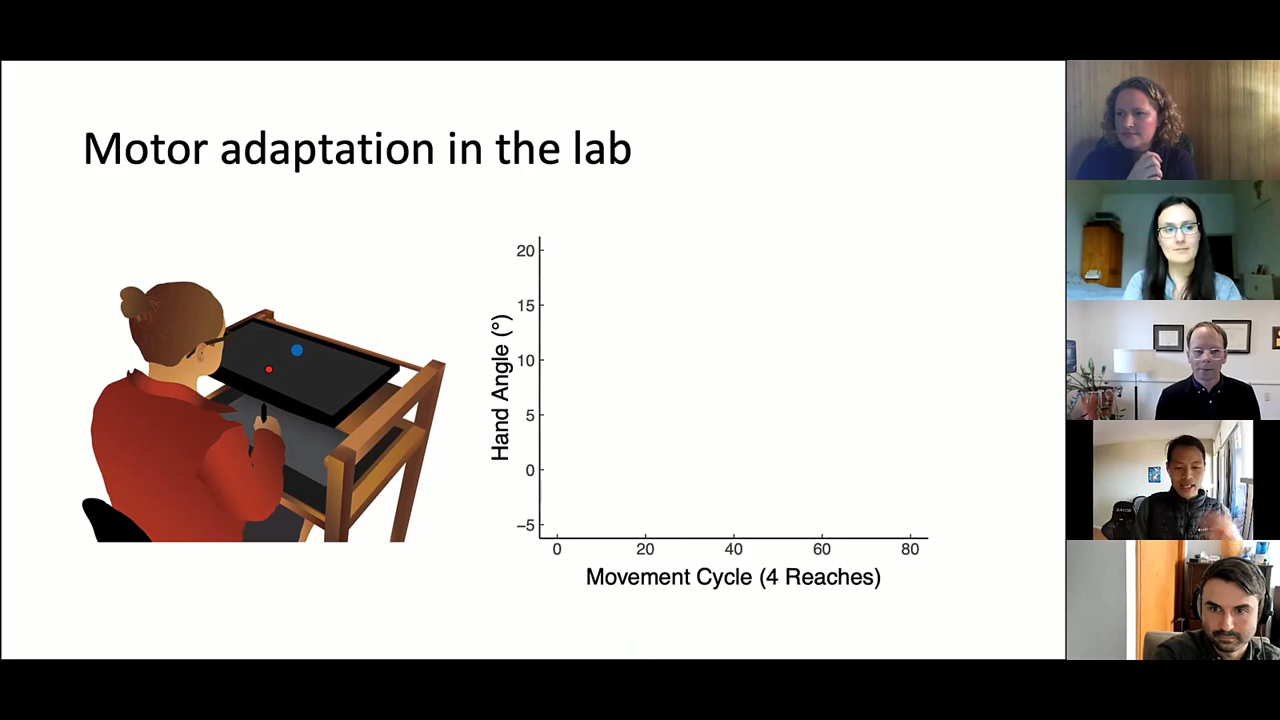 Motor adaptation in the lab
20
15
10
5
0
−5
Hand Angle (°)
0 20 40 60 80
Movement Cycle (4 Reaches)